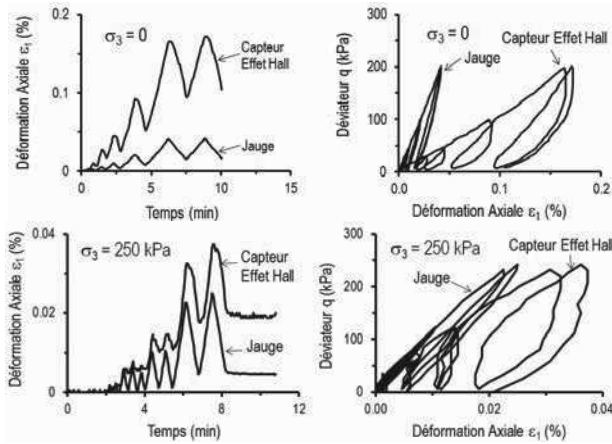 Déformation Axiale ε₁ (%)
0.2
0.1
0
σ₃ = 0
Capteur
Effet Hall
Jauge
0 5 10 15
Temps (min)
Déviateur q (kPa)
300
200
100
0
σ₃ = 0
Capteur Effet Hall
Jauge
0.0 0.1 0.2
Déformation Axiale ε₁ (%)
Déformation Axiale ε₁ (%)
0.04
0.02
0
σ₃ = 250 kPa
Capteur
Effet Hall
Jauge
0 4 8 12
Temps (min)
Déviateur q (kPa)
300
200
100
0
σ₃ = 250 kPa
Capteur Effet Hall
Jauge
0.00 0.02 0.04
Déformation Axiale ε₁ (%)